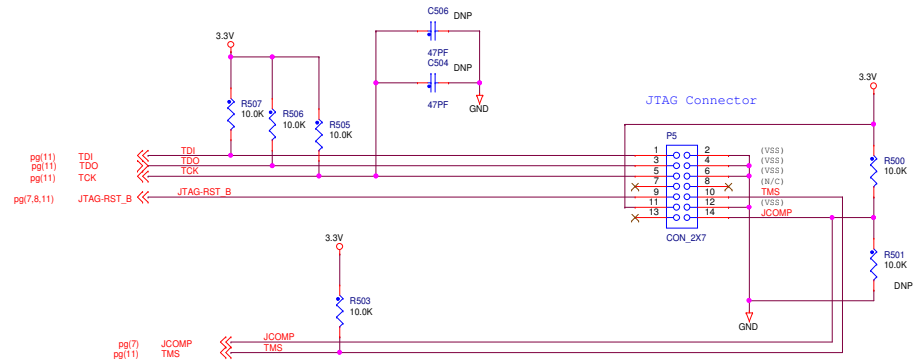 C506 DNP
3.3V
47PF
C504 DNP
47PF
GND
3.3V
JTAG Connector
R507
10.0K
R506
10.0K
R505
10.0K
P5
pg(11) TDI TDI 1 2 (VSS)
pg(11) TDO TDO 3 4 (VSS)
pg(11) TCK TCK 5 6 (VSS)
7 8 (N/C)
pg(7,8,11) JTAG-RST_B JTAG-RST_B 9 10 TMS
11 12 (VSS)
13 14 JCOMP
CON_2X7
R500
10.0K
R501
10.0K
DNP
3.3V
R503
10.0K
GND
pg(7) JCOMP JCOMP
pg(11) TMS TMS